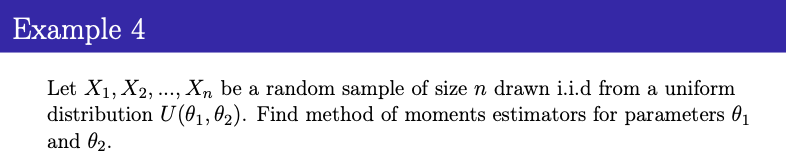 Example 4
Let X₁, X₂, ..., Xₙ be a random sample of size n drawn i.i.d from a uniform
distribution U(θ₁, θ₂). Find method of moments estimators for parameters θ₁
and θ₂.